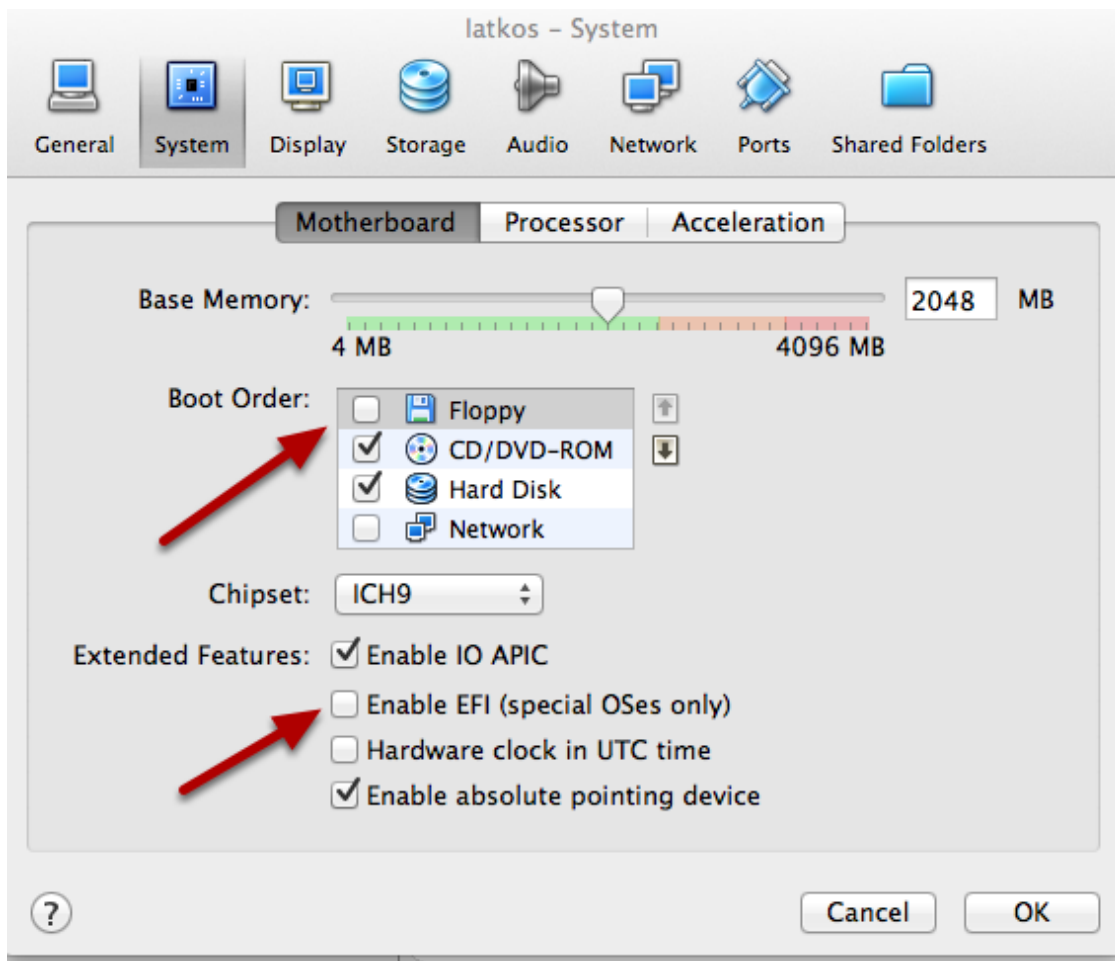 latkos – System
General System Display Storage Audio Network Ports Shared Folders
Motherboard Processor Acceleration
Base Memory: 2048 MB
4 MB 4096 MB
Boot Order:
Floppy
CD/DVD-ROM
Hard Disk
Network
Chipset: ICH9
Extended Features: Enable IO APIC
Enable EFI (special OSes only)
Hardware clock in UTC time
Enable absolute pointing device
? Cancel OK